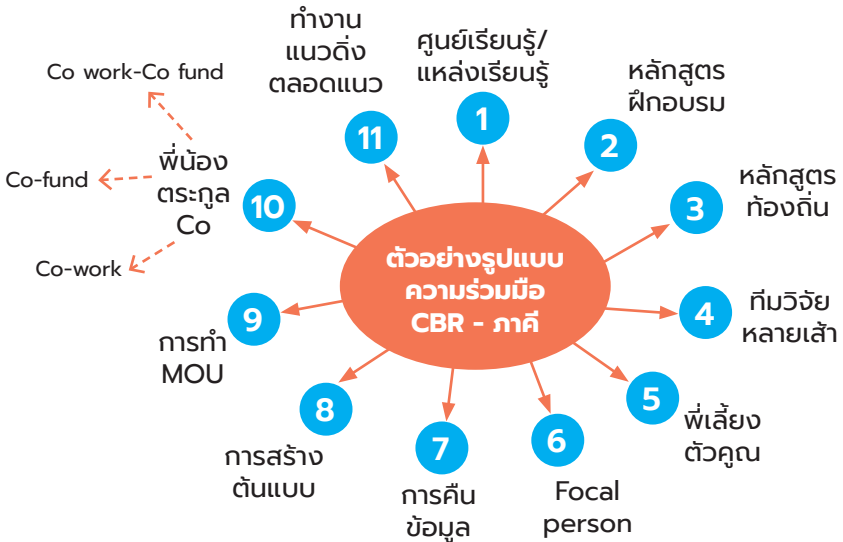 ตัวอย่างรูปแบบ
ความร่วมมือ
CBR - ภาคี
1
ศูนย์เรียนรู้/
แหล่งเรียนรู้
2
หลักสูตร
ฝึกอบรม
3
หลักสูตร
ท้องถิ่น
4
ทีมวิจัย
หลายเส้า
5
พี่เลี้ยง
ตัวคูณ
6
Focal
person
7
การคืน
ข้อมูล
8
การสร้าง
ต้นแบบ
9
การทำ
MOU
10
พี่น้อง
ตระกูล
Co
Co work-Co fund
Co-fund
Co-work
11
ทำงาน
แนวดิ่ง
ตลอดแนว